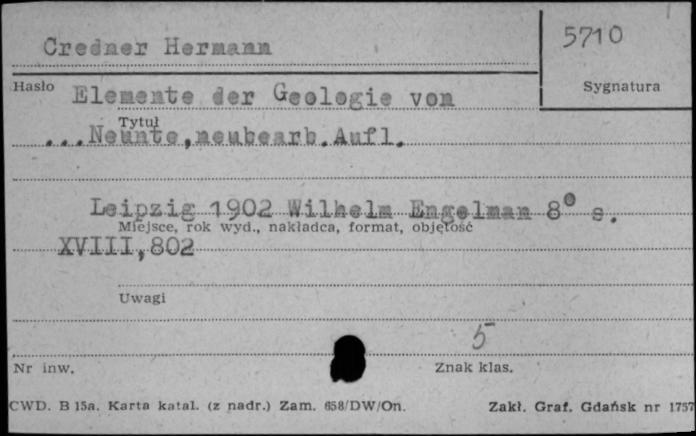 Credner Hermann
5710
Hasło
Sygnatura
Elemente der Geologie von
Tytuł
...Neunte,neubearb.Aufl.
Leipzig 1902 Wilhelm Engelman 8° s.
Miejsce, rok wyd., nakładca, format, objętość
XVIII,802
Uwagi
5
Nr inw.
Znak klas.
CWD. B 15a. Karta katal. (z nadr.) Zam. 658/DW/On.
Zakł. Graf. Gdańsk nr 1757